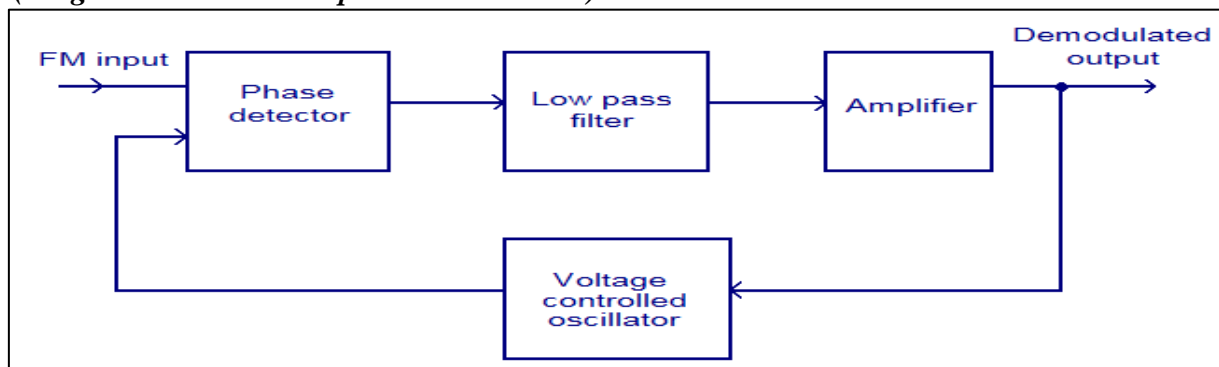 FM input
Phase
detector
Low pass
filter
Amplifier
Demodulated
output
Voltage
controlled
oscillator